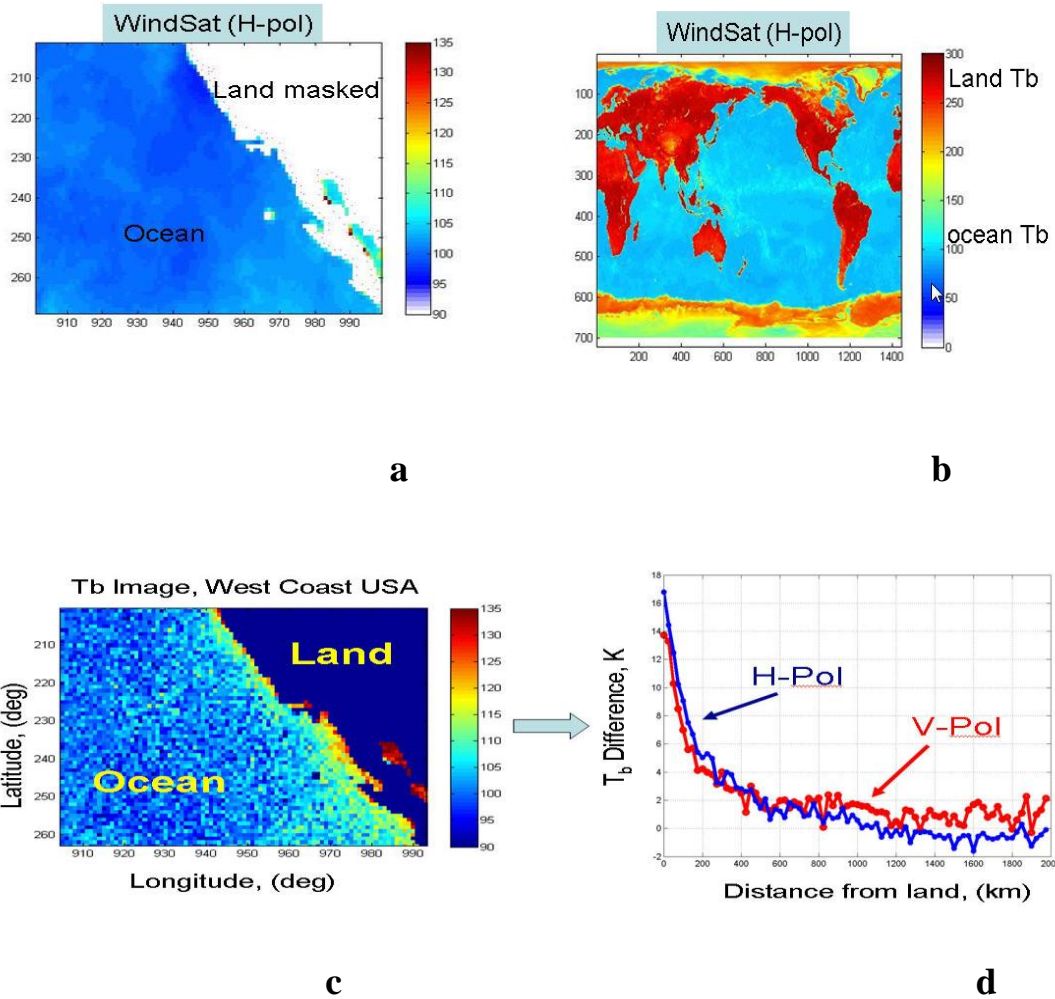 WindSat (H-pol)
Land masked
Ocean
210
220
230
240
250
260
910 920 930 940 950 960 970 980 990
135
130
125
120
115
110
105
100
95
90
WindSat (H-pol)
100
200
300
400
500
600
700
200 400 600 800 1000 1200 1400
300
250
200
150
100
50
0
Land Tb
ocean Tb
a
b
Tb Image, West Coast USA
Land
Ocean
Latitude, (deg)
210
220
230
240
250
260
910 920 930 940 950 960 970 980 990
Longitude, (deg)
135
130
125
120
115
110
105
100
95
90
Tb Difference, K
18
16
14
12
10
8
6
4
2
0
-2
H-Pol
V-Pol
0 200 400 600 800 1000 1200 1400 1600 1800 2000
Distance from land, (km)
c
d